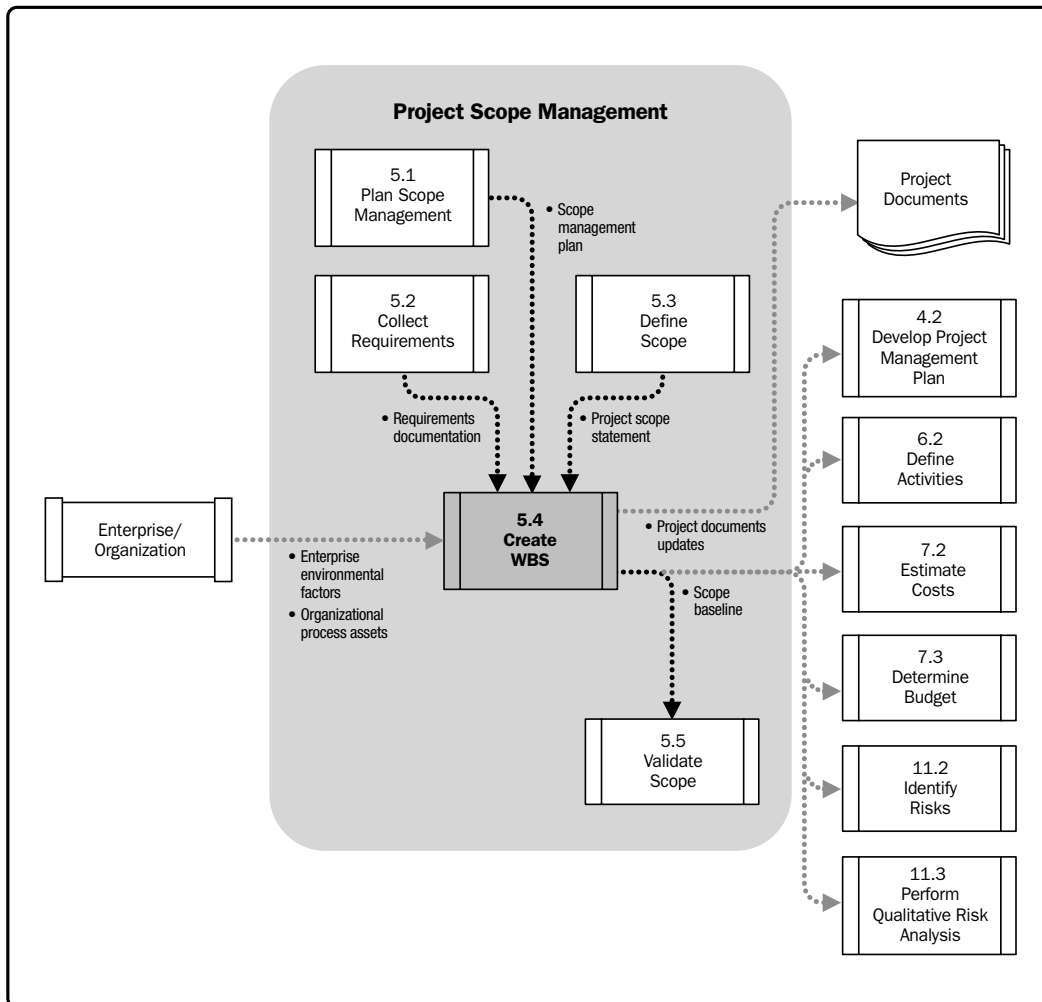 Project Scope Management
5.1
Plan Scope
Management
• Scope
management
plan
Project
Documents
5.2
Collect
Requirements
5.3
Define
Scope
4.2
Develop Project
Management
Plan
• Requirements
documentation
• Project scope
statement
6.2
Define
Activities
Enterprise/
Organization
• Enterprise
environmental
factors
• Organizational
process assets
5.4
Create
WBS
• Project documents
updates
• Scope
baseline
7.2
Estimate
Costs
7.3
Determine
Budget
5.5
Validate
Scope
11.2
Identify
Risks
11.3
Perform
Qualitative Risk
Analysis